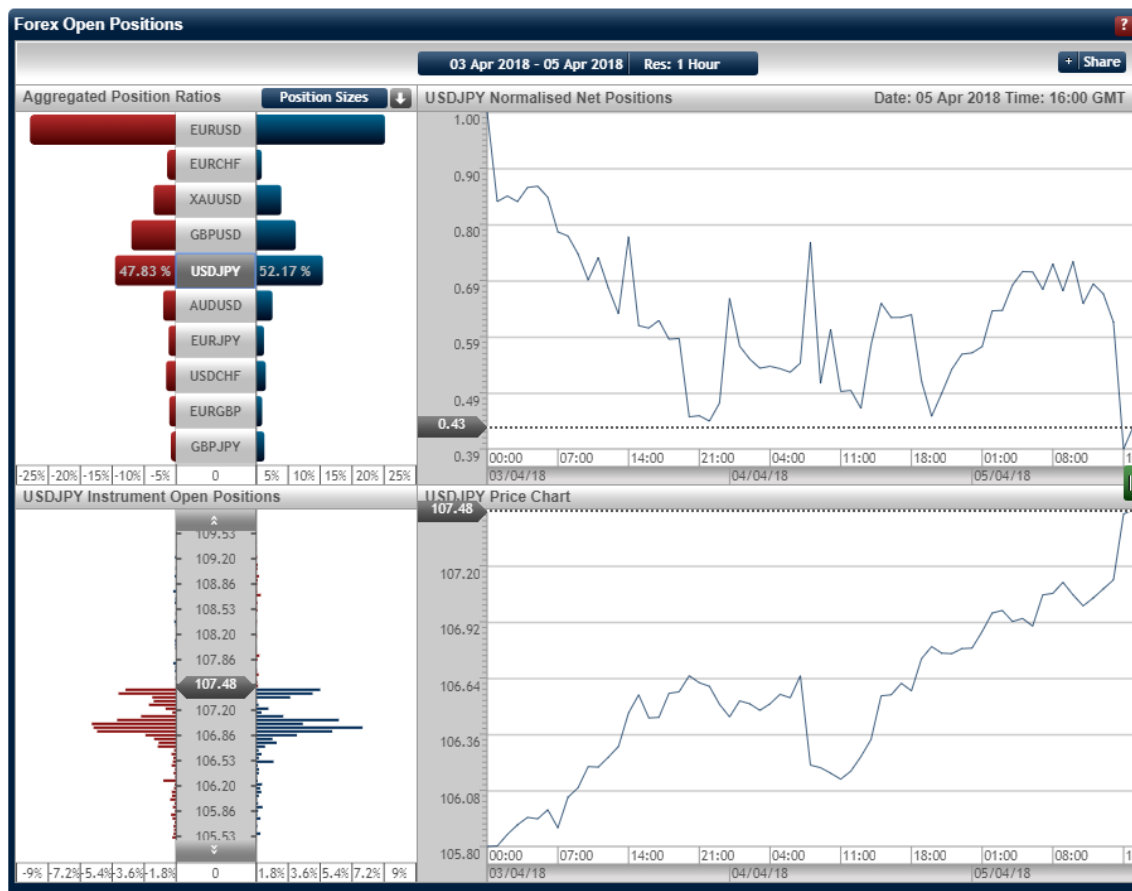 Forex Open Positions
?
03 Apr 2018 - 05 Apr 2018 Res: 1 Hour
+ Share
Aggregated Position Ratios Position Sizes
EURUSD
EURCHF
XAUUSD
GBPUSD
47.83 % USDJPY 52.17 %
AUDUSD
EURJPY
USDCHF
EURGBP
GBPJPY
-25% -20% -15% -10% -5% 0 5% 10% 15% 20% 25%
USDJPY Normalised Net Positions Date: 05 Apr 2018 Time: 16:00 GMT
1.00
0.90
0.80
0.69
0.59
0.49
0.43
0.39
00:00 07:00 14:00 21:00 04:00 11:00 18:00 01:00 08:00
03/04/18 04/04/18 05/04/18
USDJPY Instrument Open Positions
109.53
109.20
108.86
108.53
108.20
107.86
107.48
107.20
106.86
106.53
106.20
105.86
105.53
-9% -7.2% -5.4% -3.6% -1.8% 0 1.8% 3.6% 5.4% 7.2% 9%
USDJPY Price Chart
107.48
107.20
106.92
106.64
106.36
106.08
105.80
00:00 07:00 14:00 21:00 04:00 11:00 18:00 01:00 08:00
03/04/18 04/04/18 05/04/18